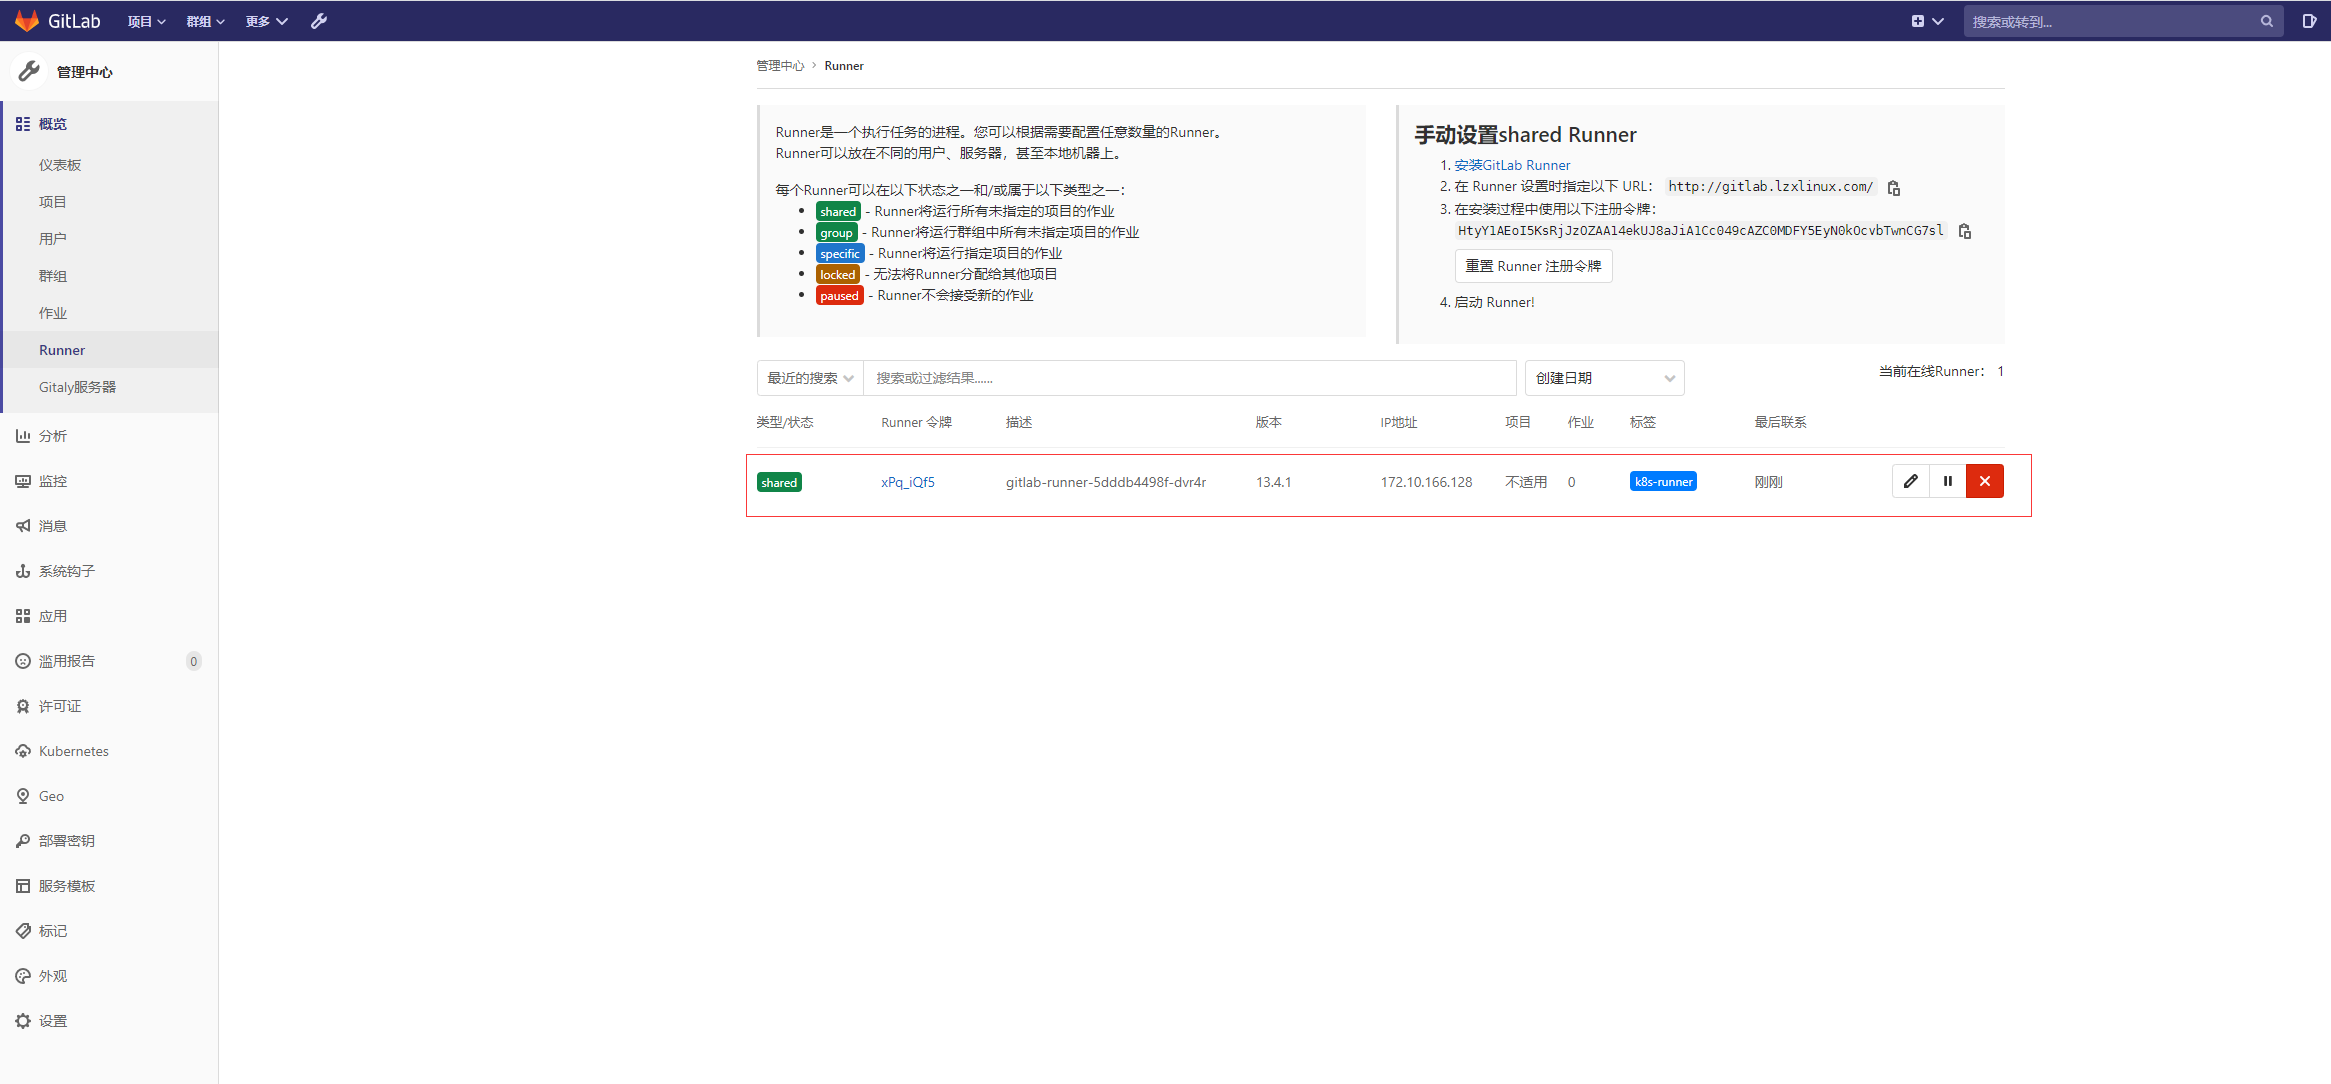 GitLab 项目 群组 更多 搜索或转到...
管理中心
概览
仪表板
项目
用户
群组
作业
Runner
Gitaly服务器
分析
监控
消息
系统钩子
应用
滥用报告 0
许可证
Kubernetes
Geo
部署密钥
服务模板
标记
外观
设置
管理中心 › Runner
Runner是一个执行任务的进程。您可以根据需要配置任意数量的Runner。
Runner可以放在不同的用户、服务器，甚至本地机器上。
每个Runner可以在以下状态之一和/或属于以下类型之一：
• shared - Runner将运行所有未指定的项目的作业
• group - Runner将运行群组中所有未指定项目的作业
• specific - Runner将运行指定项目的作业
• locked - 无法将Runner分配给其他项目
• paused - Runner不会接受新的作业
手动设置shared Runner
1. 安装GitLab Runner
2. 在 Runner 设置时指定以下 URL： http://gitlab.lzxlinux.com/
3. 在安装过程中使用以下注册令牌：
HtyY1AEoI5KsRjJzOZAA14ekUJ8aJiA1Cc049cAZC0MDFY5EyN0kOcvbTwnCG7sl
重置 Runner 注册令牌
4. 启动 Runner!
最近的搜索 搜索或过滤结果...... 创建日期 当前在线Runner： 1
类型/状态 Runner 令牌 描述 版本 IP地址 项目 作业 标签 最后联系
shared xPq_iQf5 gitlab-runner-5dddb4498f-dvr4r 13.4.1 172.10.166.128 不适用 0 k8s-runner 刚刚